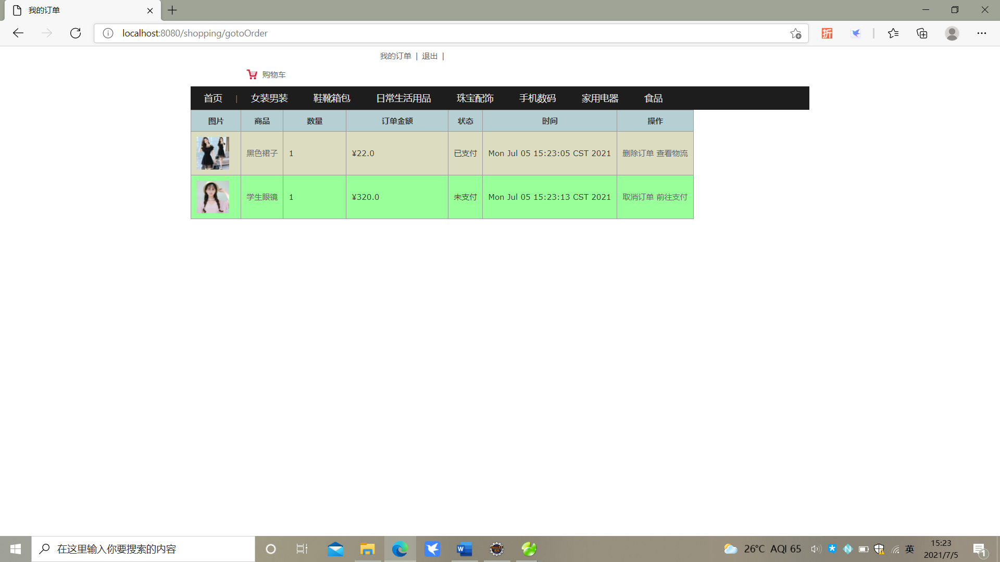 我的订单
localhost:8080/shopping/gotoOrder
折
我的订单 | 退出 |
购物车
首页 | 女装男装 鞋靴箱包 日常生活用品 珠宝配饰 手机数码 家用电器 食品
图片 商品 数量 订单金额 状态 时间 操作
黑色裙子 1 ¥22.0 已支付 Mon Jul 05 15:23:05 CST 2021 删除订单 查看物流
学生眼镜 1 ¥320.0 未支付 Mon Jul 05 15:23:13 CST 2021 取消订单 前往支付
在这里输入你要搜索的内容
W
26°C AQI 65
英
15:23
2021/7/5
1